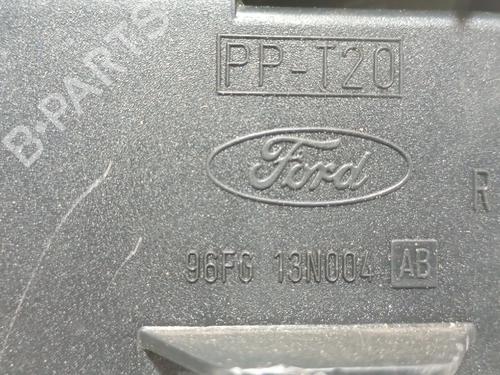 PP-T20
B-PARTS
Ford
R
96FG 13N004 AB